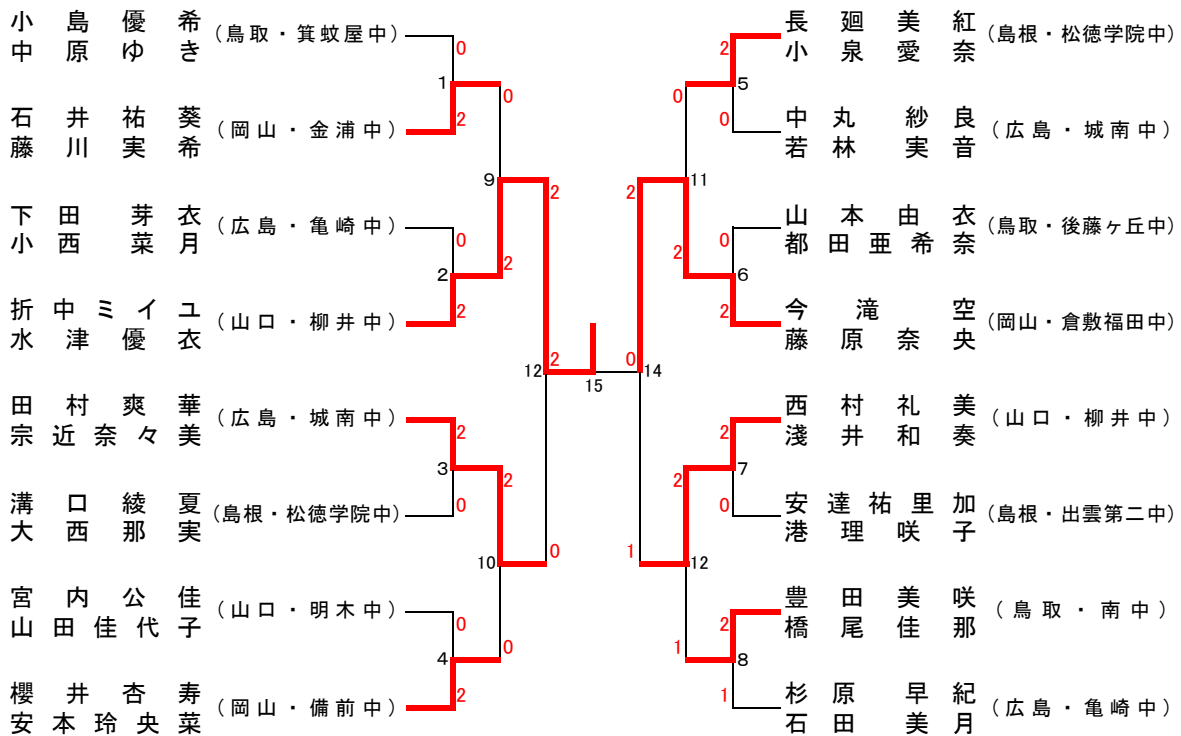 小島優希
中原ゆき
(鳥取・箕蚊屋中)
0
1
2
石井祐葵
藤川実希
(岡山・金浦中)
0
9
2
下田芽衣
小西菜月
(広島・亀崎中)
0
2
2
2
折中ミイユ
水津優衣
(山口・柳井中)
12
2
15
田村爽華
宗近奈々美
(広島・城南中)
2
3
0
2
溝口綾夏
大西那実
(島根・松徳学院中)
10
0
宮内公佳
山田佳代子
(山口・明木中)
0
4
2
0
櫻井杏寿
安本玲央菜
(岡山・備前中)
長廻美紅
小泉愛奈
(島根・松徳学院中)
2
5
0
0
中丸紗良
若林実音
(広島・城南中)
2
11
山本由衣
都田亜希奈
(鳥取・後藤ヶ丘中)
0
6
2
2
今滝空
藤原奈央
(岡山・倉敷福田中)
0
14
西村礼美
淺井和奏
(山口・柳井中)
2
7
0
2
安達祐里加
港理咲子
(島根・出雲第二中)
1
12
豊田美咲
橋尾佳那
(鳥取・南中)
2
8
1
1
杉原早紀
石田美月
(広島・亀崎中)